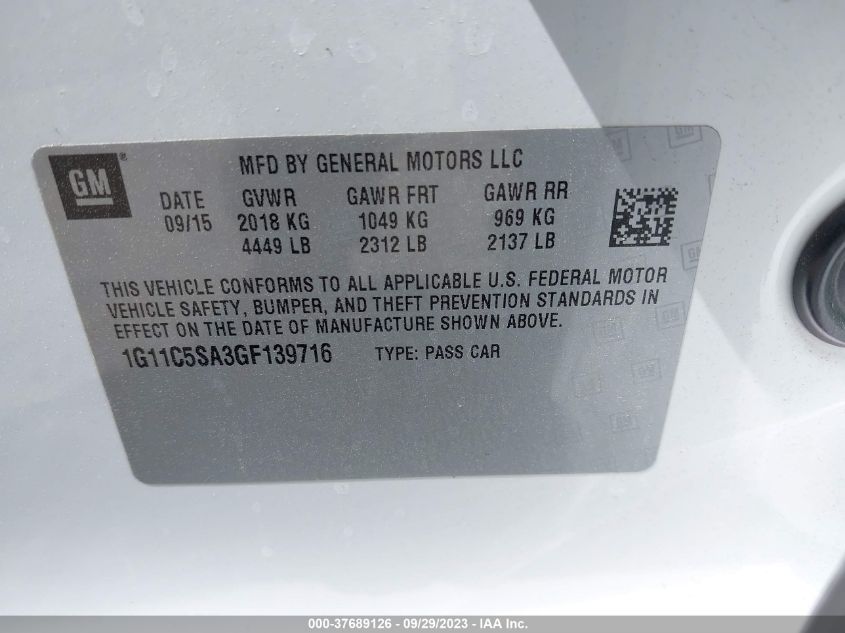 GM ®
MFD BY GENERAL MOTORS LLC
DATE GVWR GAWR FRT GAWR RR
09/15 2018 KG 1049 KG 969 KG
4449 LB 2312 LB 2137 LB
THIS VEHICLE CONFORMS TO ALL APPLICABLE U.S. FEDERAL MOTOR
VEHICLE SAFETY, BUMPER, AND THEFT PREVENTION STANDARDS IN
EFFECT ON THE DATE OF MANUFACTURE SHOWN ABOVE.
1G11C5SA3GF139716 TYPE: PASS CAR
000-37689126 - 09/29/2023 - IAA Inc.